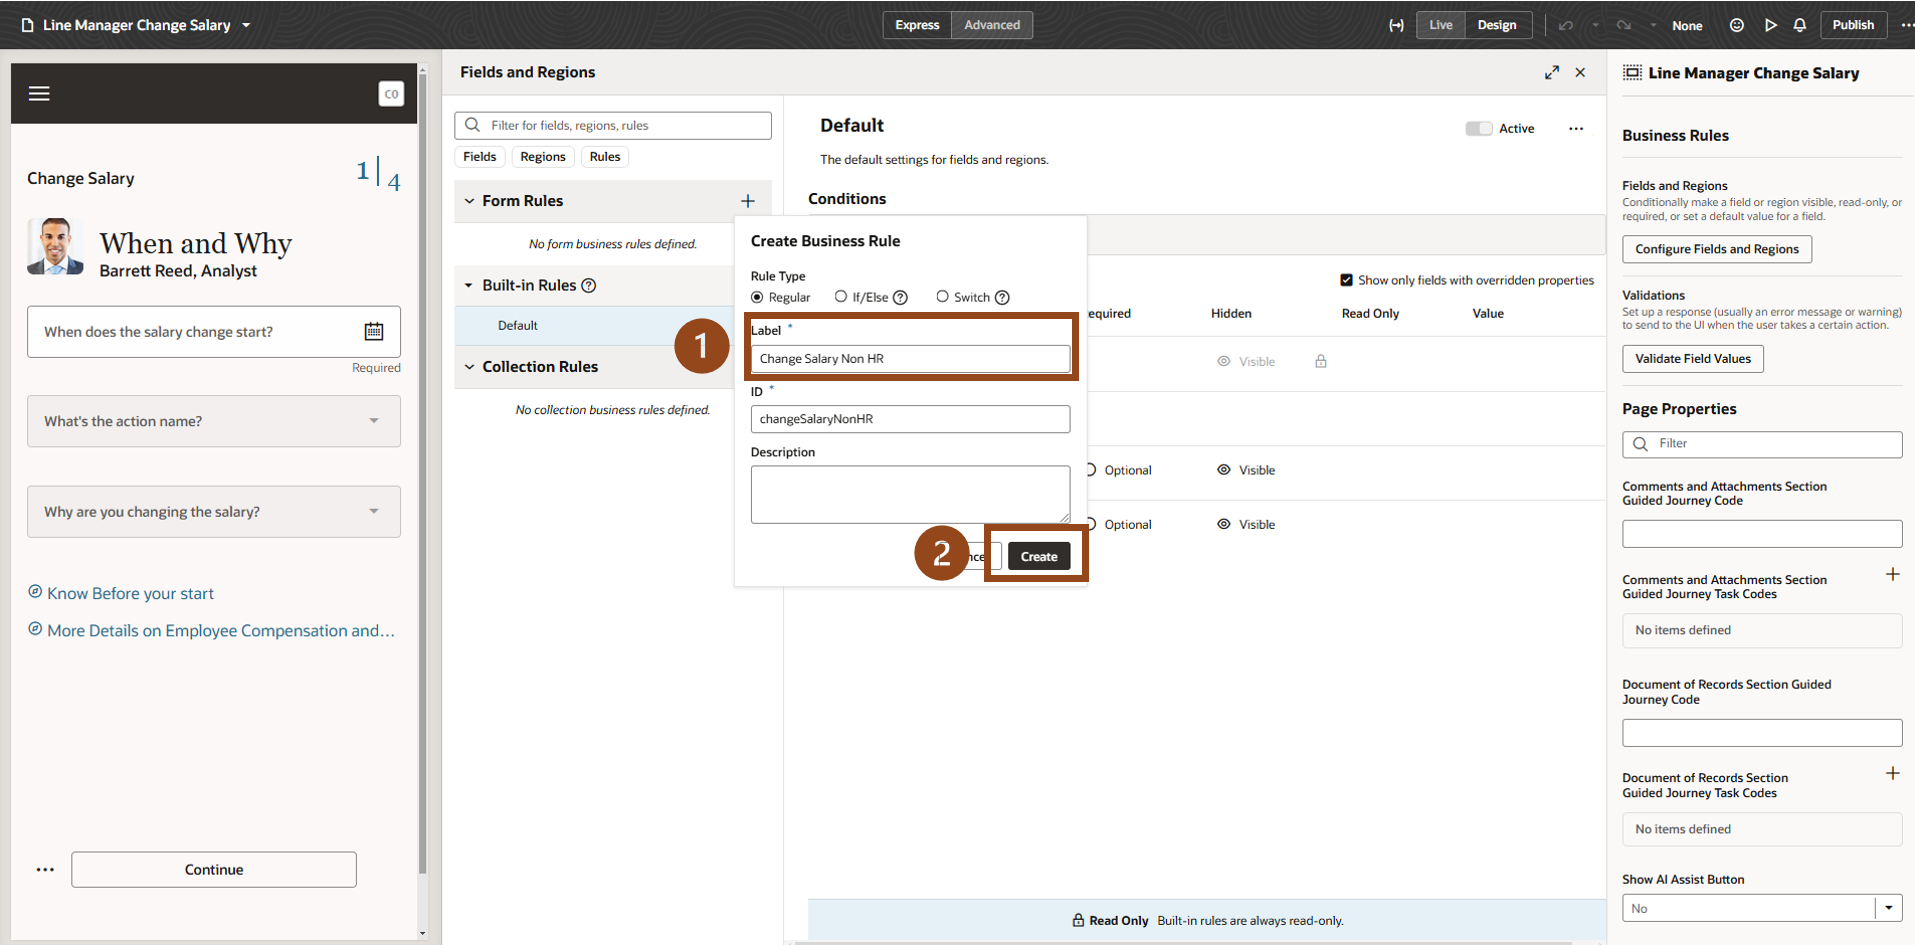 Line Manager Change Salary
Express
Advanced
Live
Design
None
Publish
CO
Change Salary
1
4
When and Why
Barrett Reed, Analyst
When does the salary change start?
Required
What's the action name?
Why are you changing the salary?
Know Before your start
More Details on Employee Compensation and...
Continue
Fields and Regions
Filter for fields, regions, rules
Fields
Regions
Rules
Form Rules
No form business rules defined.
Built-in Rules
Default
Collection Rules
No collection business rules defined.
Default
Active
The default settings for fields and regions.
Conditions
Show only fields with overridden properties
Hidden
Read Only
Value
Visible
Optional
Visible
Optional
Visible
Create Business Rule
Rule Type
Regular
If/Else
Switch
1
Label *
Change Salary Non HR
ID *
changeSalaryNonHR
Description
2
Create
Read Only Built-in rules are always read-only.
Line Manager Change Salary
Business Rules
Fields and Regions
Conditionally make a field or region visible, read-only, or
required, or set a default value for a field.
Configure Fields and Regions
Validations
Set up a response (usually an error message or warning)
to send to the UI when the user takes a certain action.
Validate Field Values
Page Properties
Filter
Comments and Attachments Section
Guided Journey Code
Comments and Attachments Section
Guided Journey Task Codes
No items defined
Document of Records Section Guided
Journey Code
Document of Records Section
Guided Journey Task Codes
No items defined
Show AI Assist Button
No